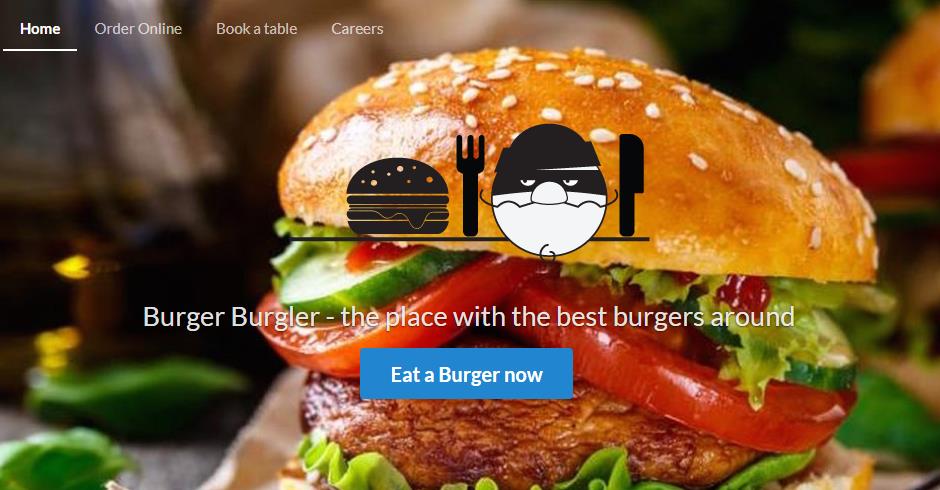 Home Order Online Book a table Careers
Burger Burgler - the place with the best burgers around
Eat a Burger now